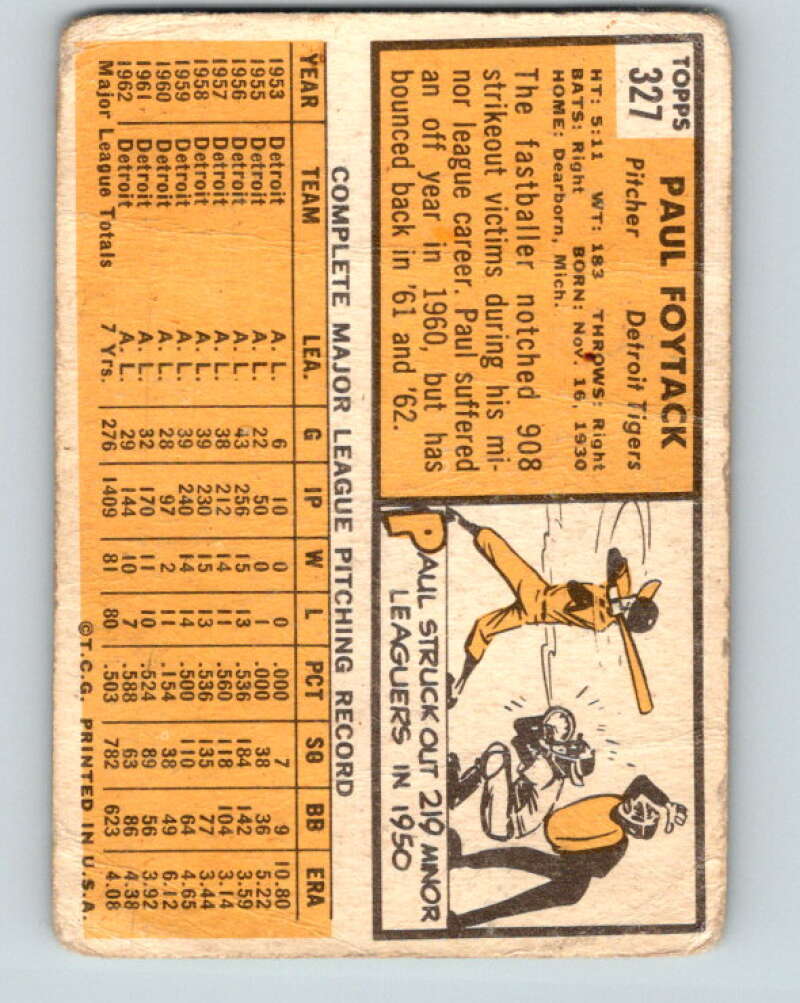 TOPPS
327
PAUL FOYTACK
Pitcher Detroit Tigers
HT: 5:11 WT: 183 THROWS: Right
BATS: Right BORN: Nov. 16, 1930
HOME: Dearborn, Mich.
The fastballer notched 908
strikeout victims during his mi-
nor league career. Paul suffered
an off year in 1960, but has
bounced back in '61 and '62.
PAUL STRUCK OUT 219 MINOR
LEAGUERS IN 1950
COMPLETE MAJOR LEAGUE PITCHING RECORD
YEAR TEAM LEA. G IP W L PCT SO BB ERA
1953 Detroit A. L. 6 10 0 0 .000 7 9 10.80
1955 Detroit A. L. 22 50 0 1 .000 38 36 5.22
1956 Detroit A. L. 43 256 15 13 .536 184 142 3.59
1957 Detroit A. L. 38 212 14 11 .560 118 104 3.14
1958 Detroit A. L. 39 230 15 13 .536 135 77 3.44
1959 Detroit A. L. 39 240 14 14 .500 110 64 4.65
1960 Detroit A. L. 28 97 2 11 .154 38 49 6.12
1961 Detroit A. L. 32 170 11 10 .524 89 56 3.92
1962 Detroit A. L. 29 144 10 7 .588 63 86 4.38
Major League Totals 7 Yrs. 276 1409 81 80 .503 782 623 4.08
©T.C.G. PRINTED IN U.S.A.